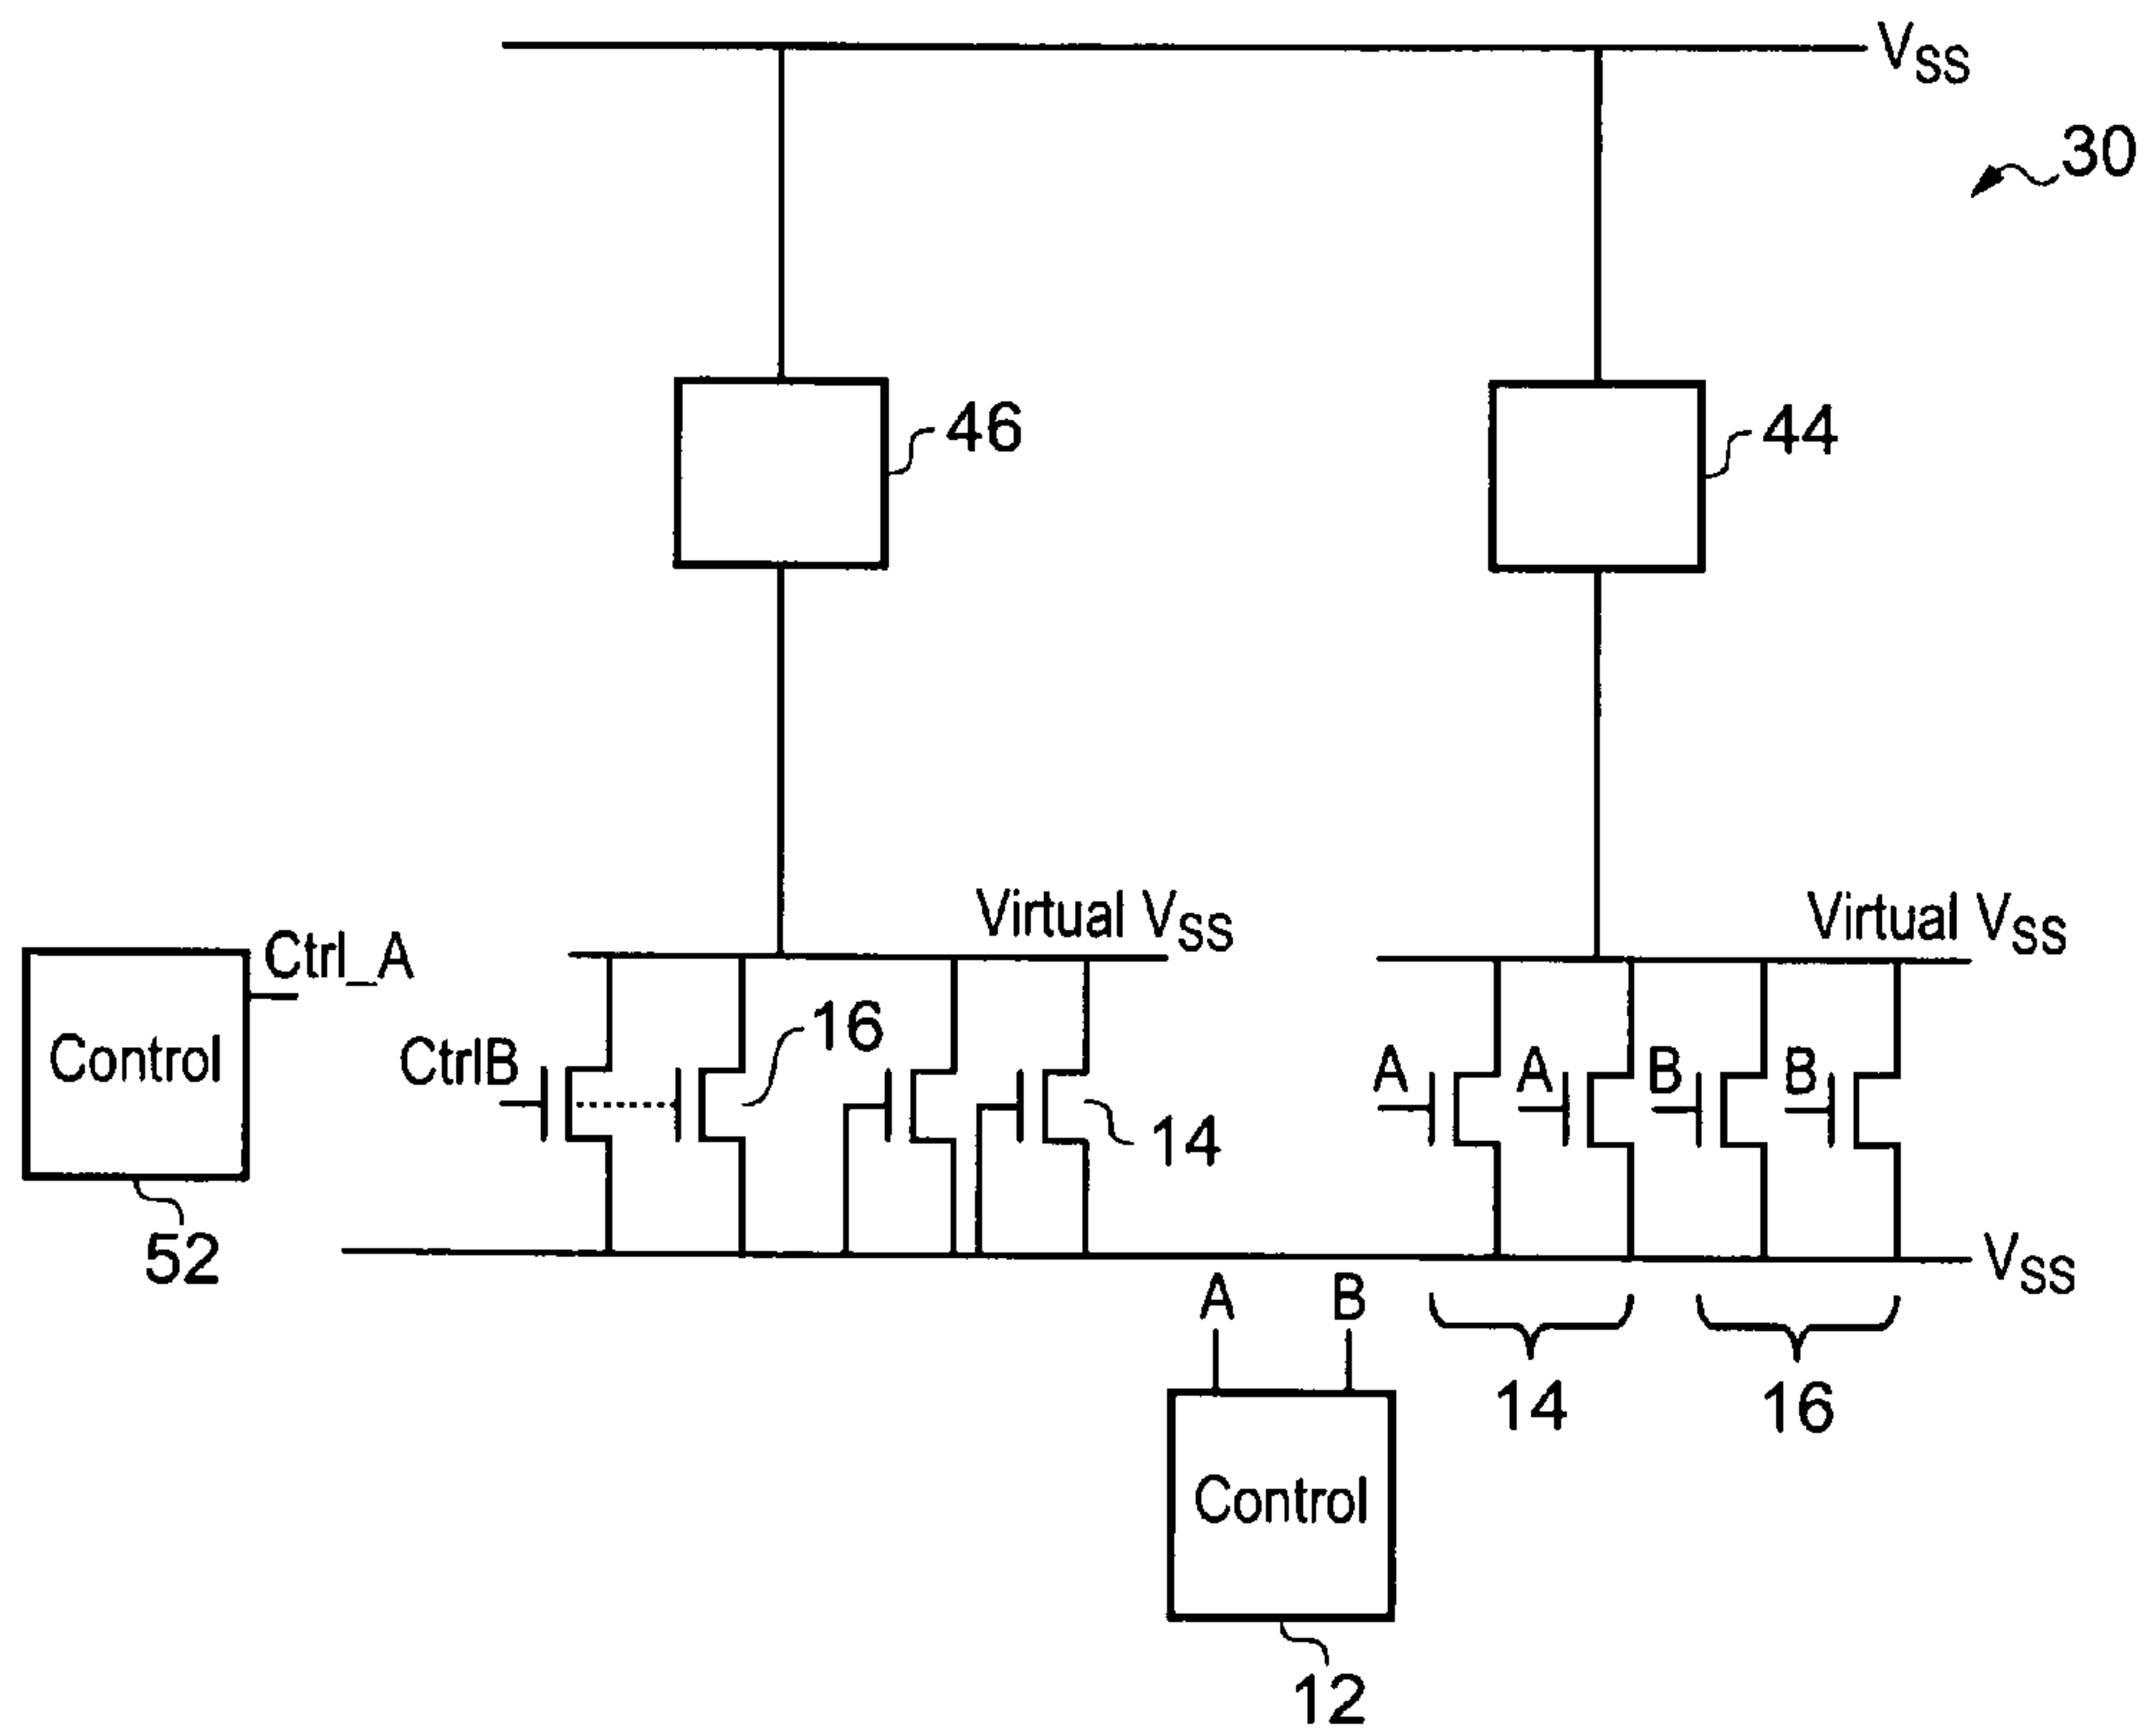 VSS
30
46
44
Virtual VSS
Virtual VSS
Ctrl_A
Control
CtrlB
16
14
A
A
B
B
52
VSS
A
B
14
16
Control
12